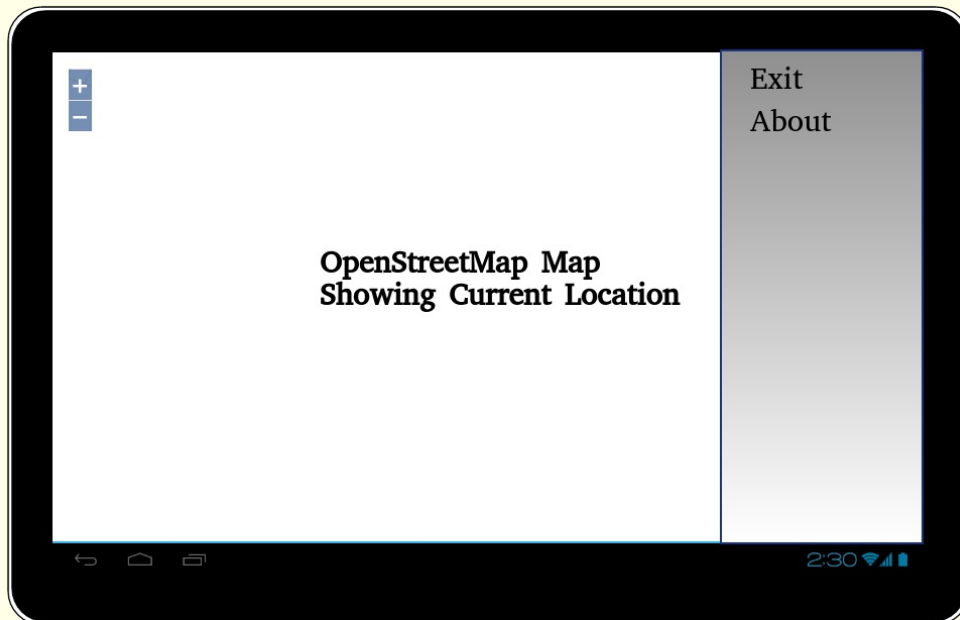 +
−
OpenStreetMap Map
Showing Current Location
Exit
About
2:30